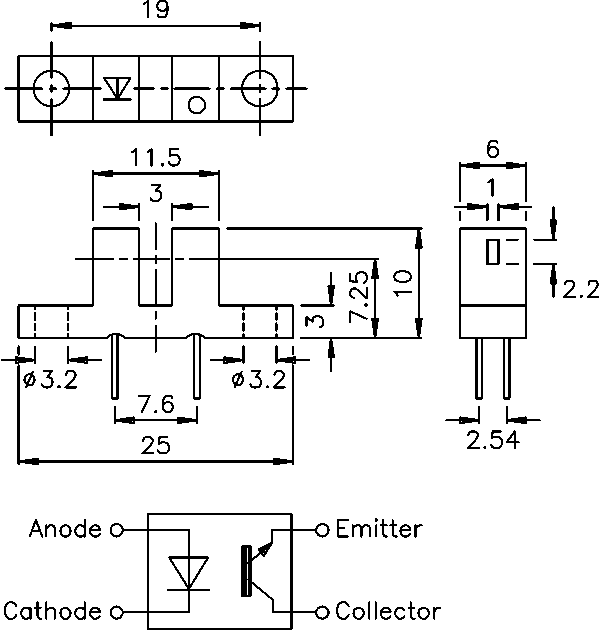 19
11.5
6
3
1
7.25
10
3
2.2
ø3.2
ø3.2
7.6
2.54
25
Anode
Emitter
Cathode
Collector